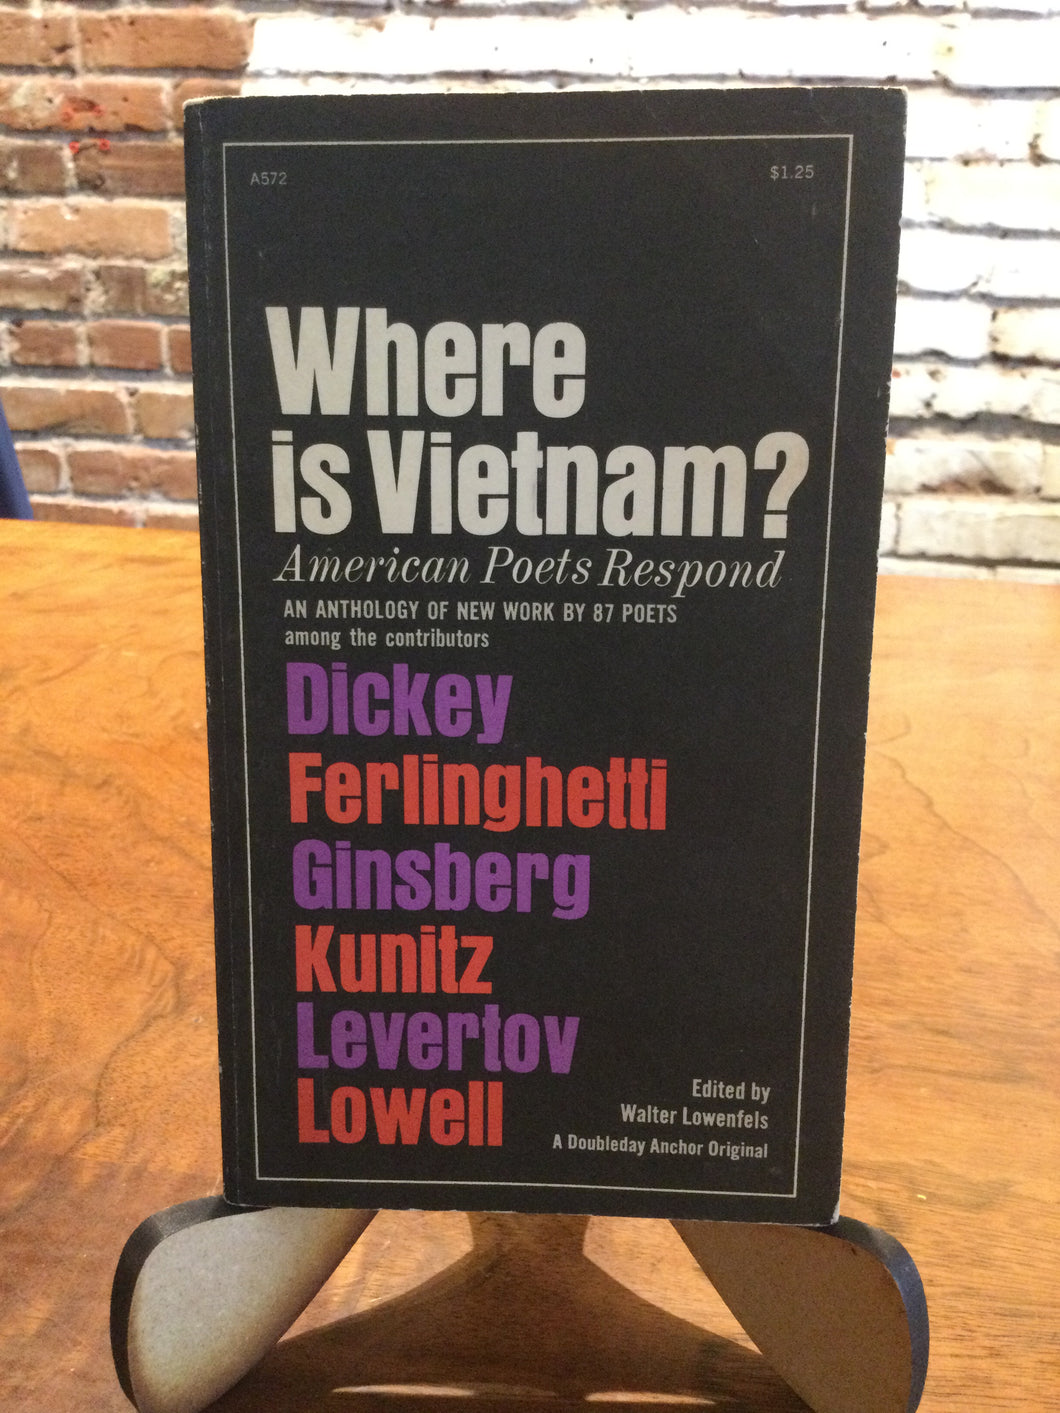 A572 $1.25
Where
is Vietnam?
American Poets Respond
AN ANTHOLOGY OF NEW WORK BY 87 POETS
among the contributors
Dickey
Ferlinghetti
Ginsberg
Kunitz
Levertov
Lowell
Edited by
Walter Lowenfels
A Doubleday Anchor Original